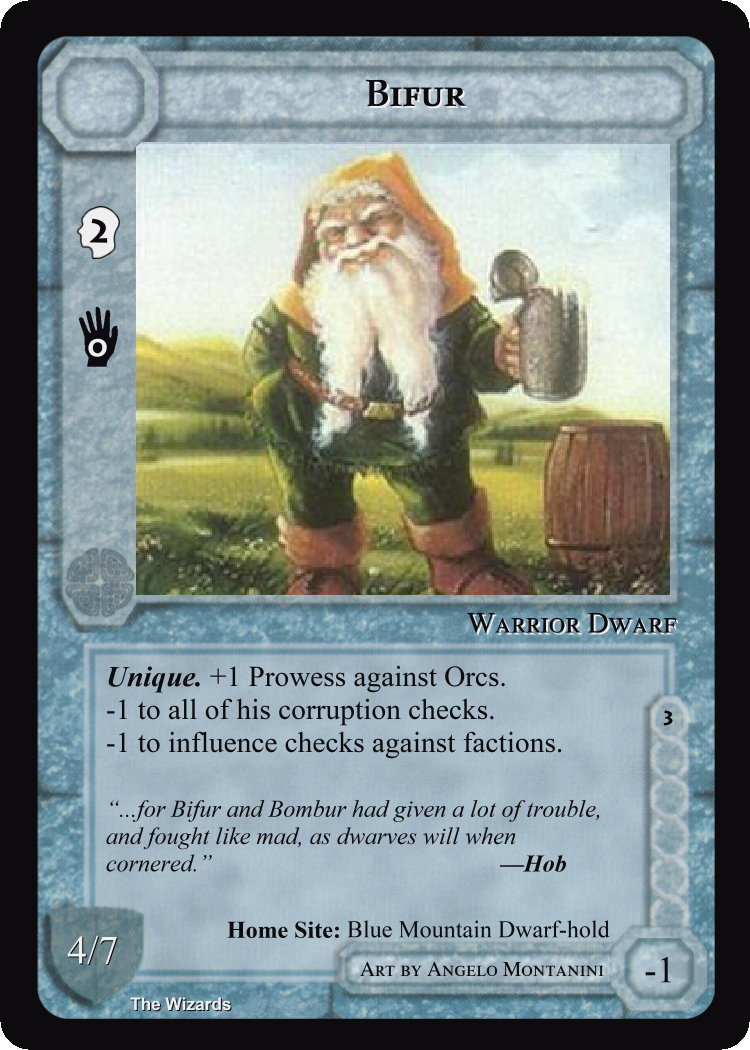 Bifur
2
0
Warrior Dwarf
Unique. +1 Prowess against Orcs.
-1 to all of his corruption checks.
-1 to influence checks against factions.
3
“...for Bifur and Bombur had given a lot of trouble,
and fought like mad, as dwarves will when
cornered.” —Hob
Home Site: Blue Mountain Dwarf-hold
4/7
Art by Angelo Montanini
-1
The Wizards